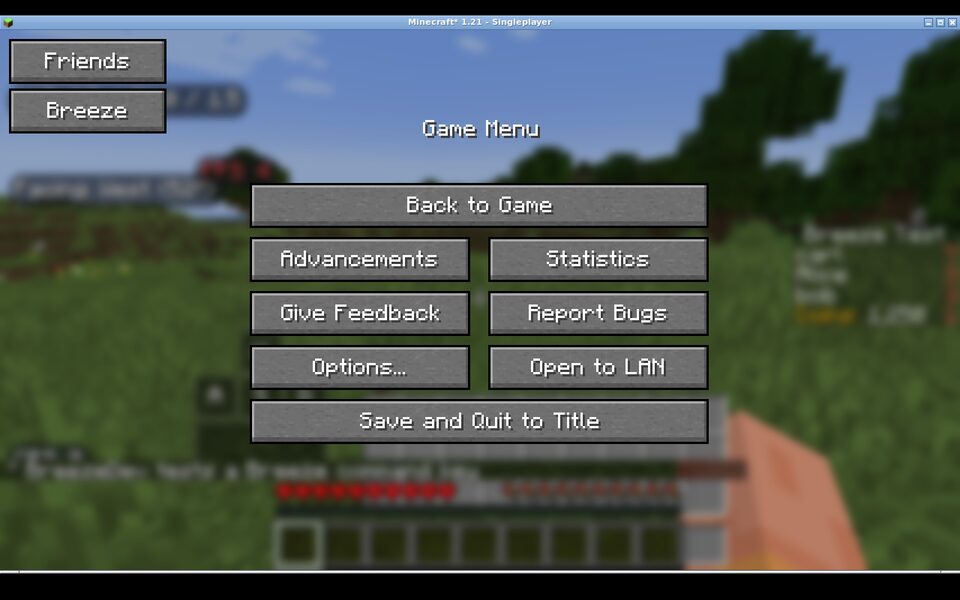 Minecraft* 1.21 - Singleplayer
Friends
Breeze
Game Menu
Back to Game
Advancements
Statistics
Give Feedback
Report Bugs
Options...
Open to LAN
Save and Quit to Title